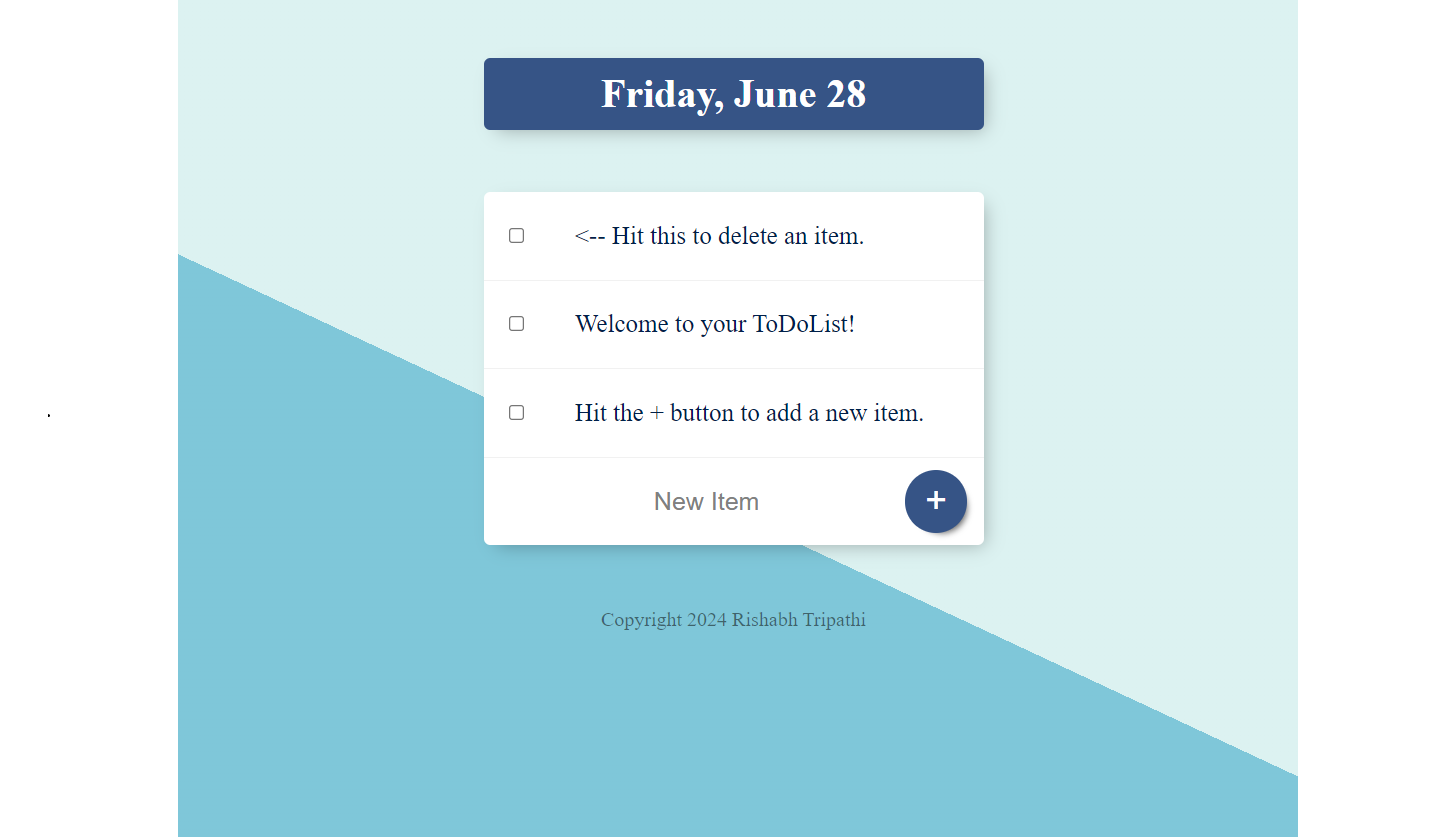 Friday, June 28
<-- Hit this to delete an item.
Welcome to your ToDoList!
Hit the + button to add a new item.
New Item +
Copyright 2024 Rishabh Tripathi